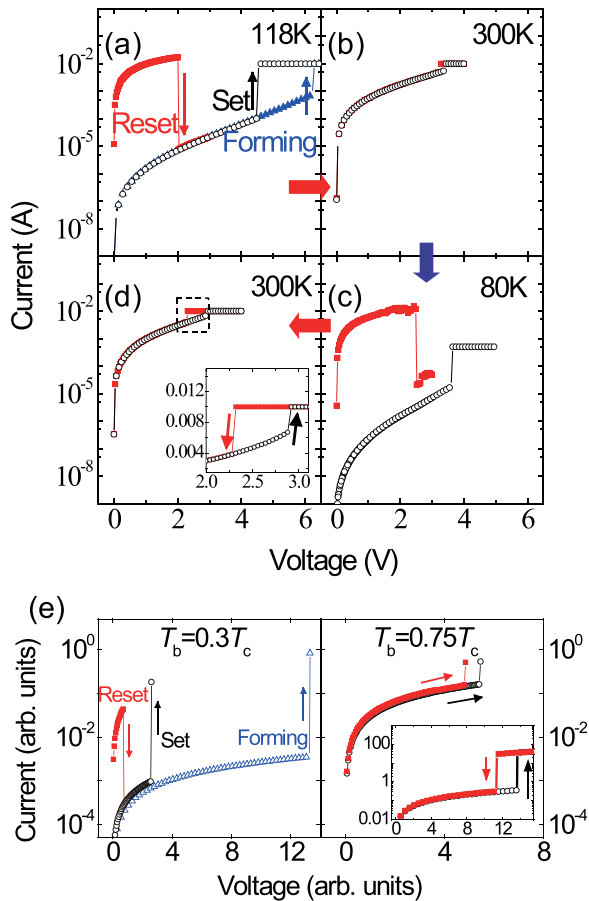 (a) 118K
Set
Reset
Forming
(b) 300K
10⁻²
10⁻⁵
10⁻⁸
Current (A)
(d) 300K
0.012
0.008
0.004
2.0 2.5 3.0
(c) 80K
10⁻²
10⁻⁵
10⁻⁸
0 2 4 6
0 2 4 6
Voltage (V)
(e)
T_b=0.3T_c
Reset
Set
Forming
10⁰
10⁻²
10⁻⁴
Current (arb. units)
0 4 8 12
T_b=0.75T_c
100
1
0.01
0 4 8 12
10⁰
10⁻²
10⁻⁴
0 4 8
Voltage (arb. units)